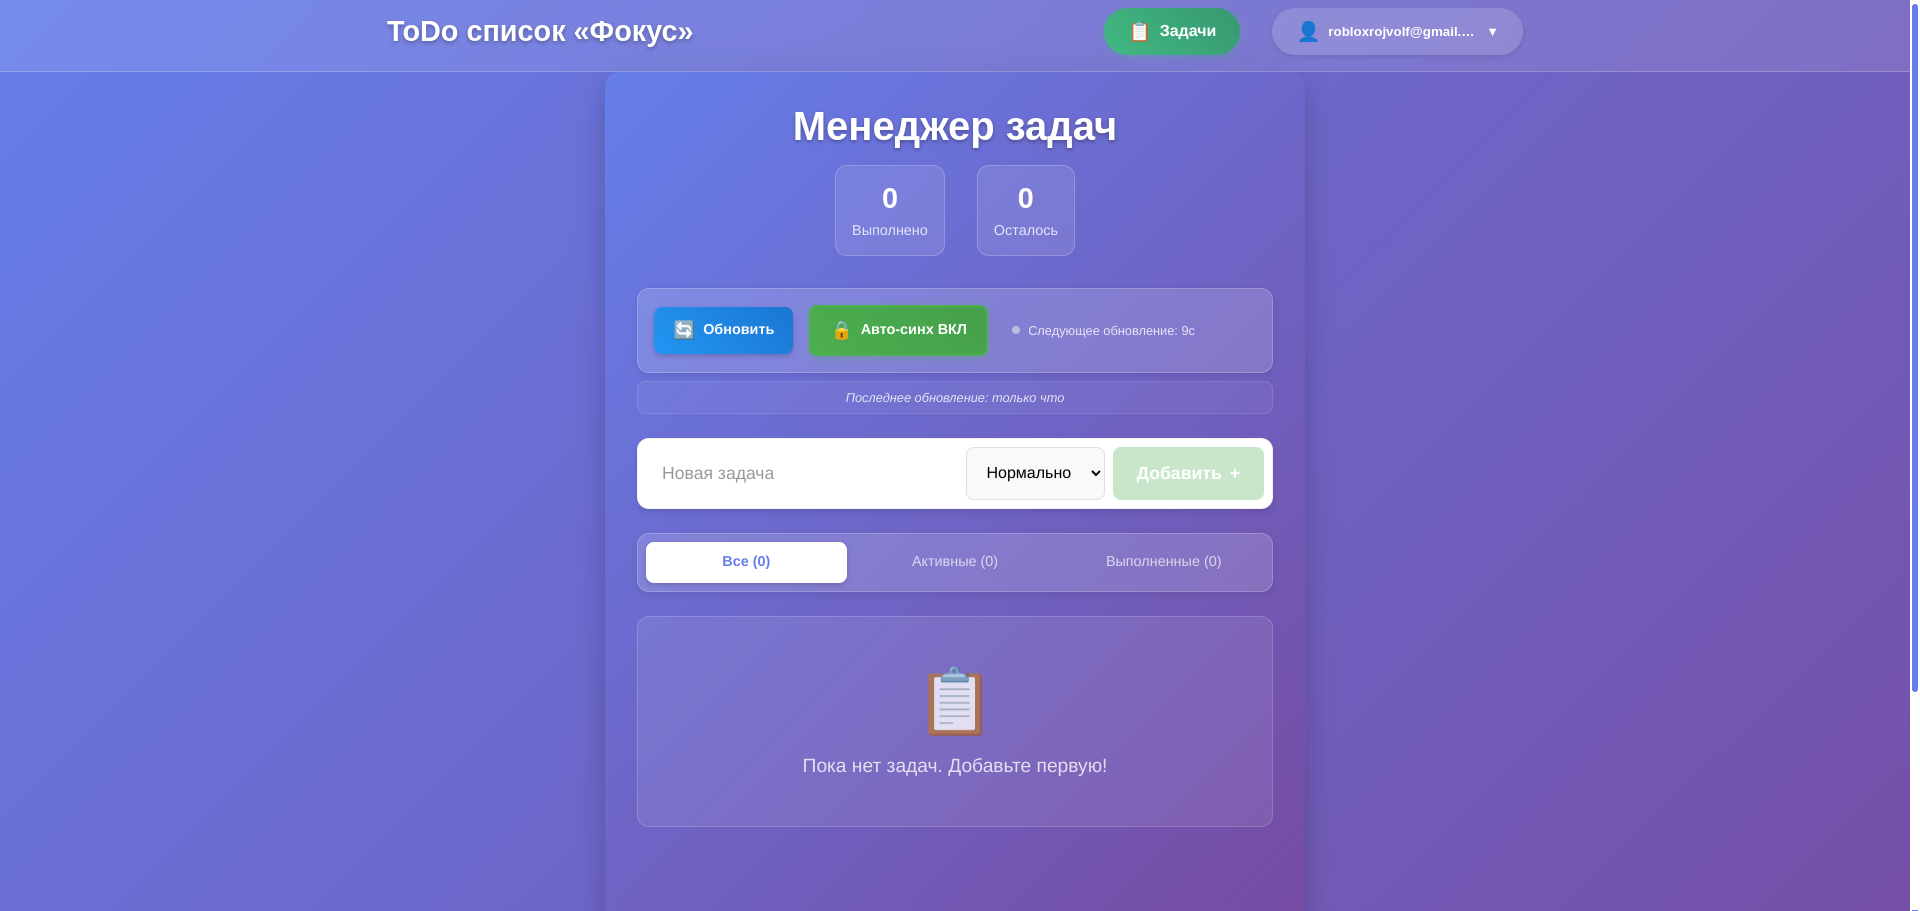 ToDo список «Фокус»
Задачи
robloxrojvolf@gmail....
Менеджер задач
0
Выполнено
0
Осталось
Обновить
Авто-синх ВКЛ
Следующее обновление: 9с
Последнее обновление: только что
Новая задача
Нормально
Добавить +
Все (0)
Активные (0)
Выполненные (0)
Пока нет задач. Добавьте первую!